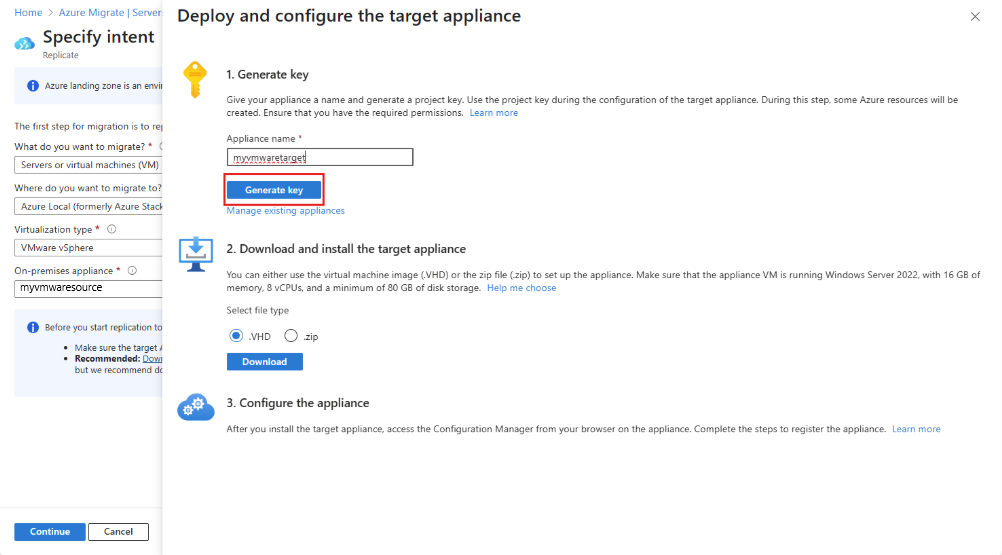 Home > Azure Migrate | Server
Specify intent
Replicate
Azure landing zone is an envi
The first step for migration is to rep
What do you want to migrate? *
Servers or virtual machines (VM)
Where do you want to migrate to?
Azure Local (formerly Azure Stack
Virtualization type *
VMware vSphere
On-premises appliance *
myvmwaresource
Before you start replication to
• Make sure the target A
• Recommended: Down
but we recommend do
Continue
Cancel
Deploy and configure the target appliance
1. Generate key
Give your appliance a name and generate a project key. Use the project key during the configuration of the target appliance. During this step, some Azure resources will be
created. Ensure that you have the required permissions. Learn more
Appliance name *
myvmwaretarget
Generate key
Manage existing appliances
2. Download and install the target appliance
You can either use the virtual machine image (.VHD) or the zip file (.zip) to set up the appliance. Make sure that the appliance VM is running Windows Server 2022, with 16 GB of
memory, 8 vCPUs, and a minimum of 80 GB of disk storage. Help me choose
Select file type
.VHD .zip
Download
3. Configure the appliance
After you install the target appliance, access the Configuration Manager from your browser on the appliance. Complete the steps to register the appliance. Learn more